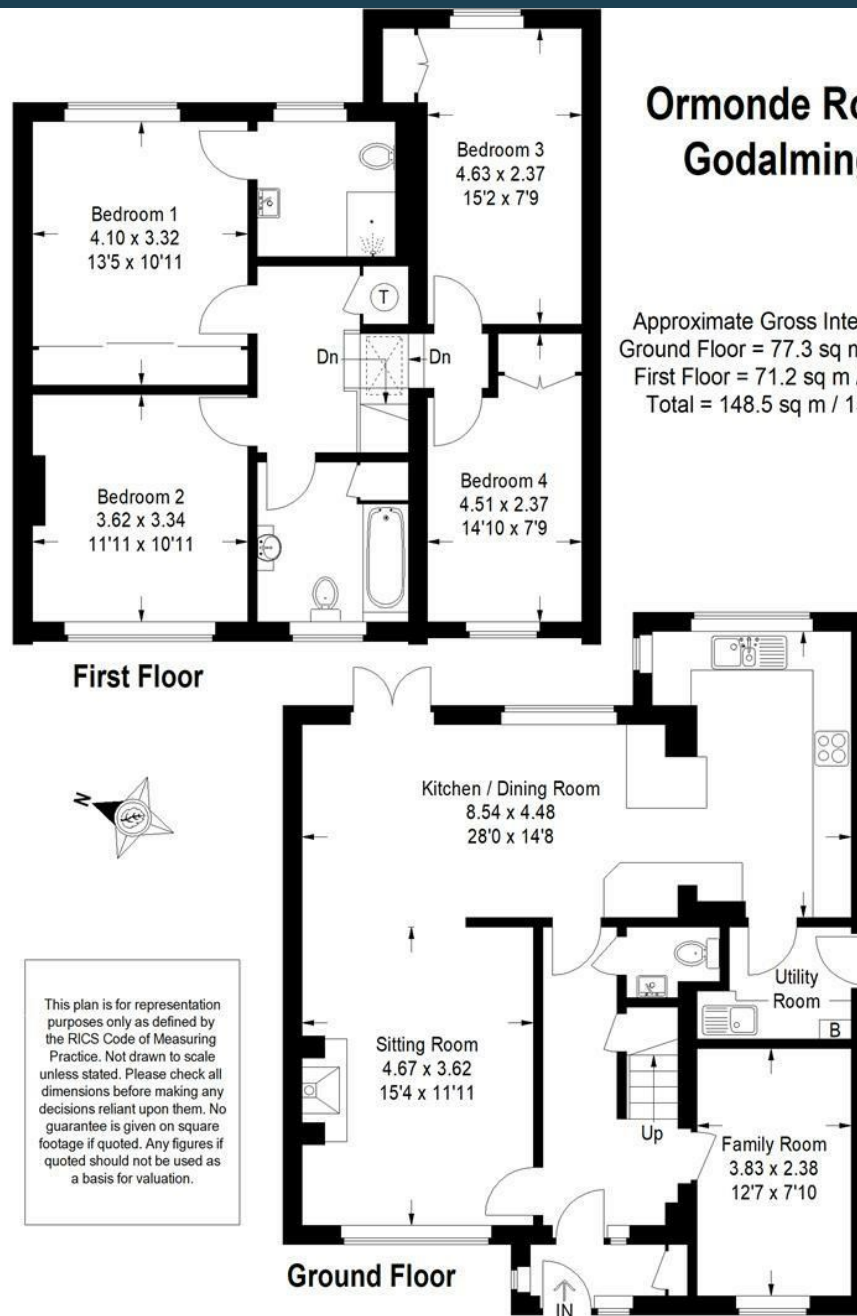 Ormonde
Godalming
Approximate Gross
Ground Floor = 77.3 sq m
First Floor = 71.2 sq m
Total = 148.5 sq m /
Bedroom 3
4.63 x 2.37
15'2 x 7'9
Bedroom 1
4.10 x 3.32
13'5 x 10'11
T
Dn
Dn
Bedroom 2
3.62 x 3.34
11'11 x 10'11
Bedroom 4
4.51 x 2.37
14'10 x 7'9
First Floor
N
Kitchen / Dining Room
8.54 x 4.48
28'0 x 14'8
Utility
Room
B
Sitting Room
4.67 x 3.62
15'4 x 11'11
Up
Family Room
3.83 x 2.38
12'7 x 7'10
Ground Floor
IN
This plan is for representation
purposes only as defined by
the RICS Code of Measuring
Practice. Not drawn to scale
unless stated. Please check all
dimensions before making any
decisions reliant upon them. No
guarantee is given on square
footage if quoted. Any figures if
quoted should not be used as
a basis for valuation.